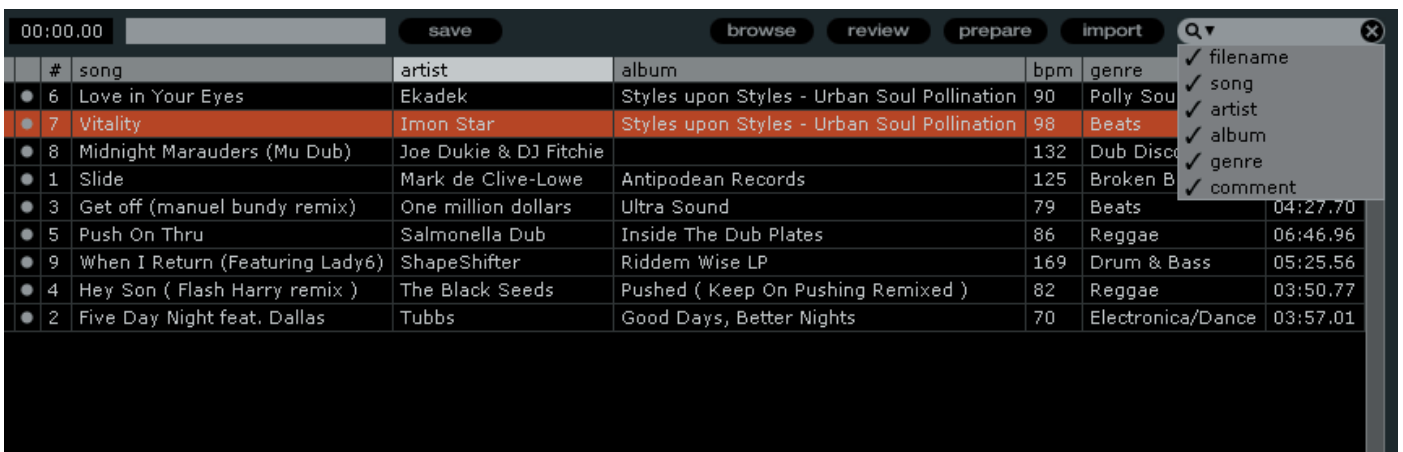 00:00.00 save browse review prepare import
# song artist album bpm genre
filename
song
artist
album
genre
comment
6 Love in Your Eyes Ekadek Styles upon Styles - Urban Soul Pollination 90 Polly Sou
7 Vitality Imon Star Styles upon Styles - Urban Soul Pollination 98 Beats
8 Midnight Marauders (Mu Dub) Joe Dukie & DJ Fitchie 132 Dub Disco
1 Slide Mark de Clive-Lowe Antipodean Records 125 Broken B
3 Get off (manuel bundy remix) One million dollars Ultra Sound 79 Beats 04:27.70
5 Push On Thru Salmonella Dub Inside The Dub Plates 86 Reggae 06:46.96
9 When I Return (Featuring Lady6) ShapeShifter Riddem Wise LP 169 Drum & Bass 05:25.56
4 Hey Son ( Flash Harry remix ) The Black Seeds Pushed ( Keep On Pushing Remixed ) 82 Reggae 03:50.77
2 Five Day Night feat. Dallas Tubbs Good Days, Better Nights 70 Electronica/Dance 03:57.01